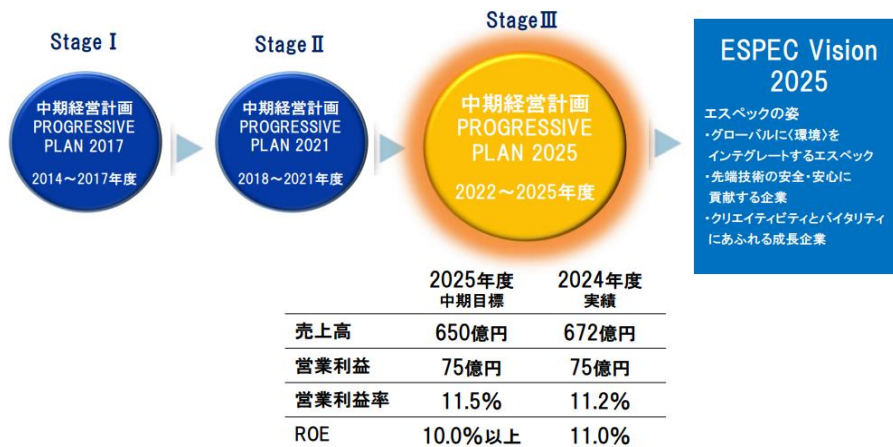 Stage Ⅰ
中期経営計画
PROGRESSIVE
PLAN 2017
2014～2017年度
Stage Ⅱ
中期経営計画
PROGRESSIVE
PLAN 2021
2018～2021年度
Stage Ⅲ
中期経営計画
PROGRESSIVE
PLAN 2025
2022～2025年度
ESPEC Vision
2025
エスペックの姿
・グローバルに〈環境〉を
インテグレートするエスペック
・先端技術の安全・安心に
貢献する企業
・クリエイティビティとバイタリティ
にあふれる成長企業
2025年度 2024年度
中期目標 実績
売上高 650億円 672億円
営業利益 75億円 75億円
営業利益率 11.5% 11.2%
ROE 10.0%以上 11.0%